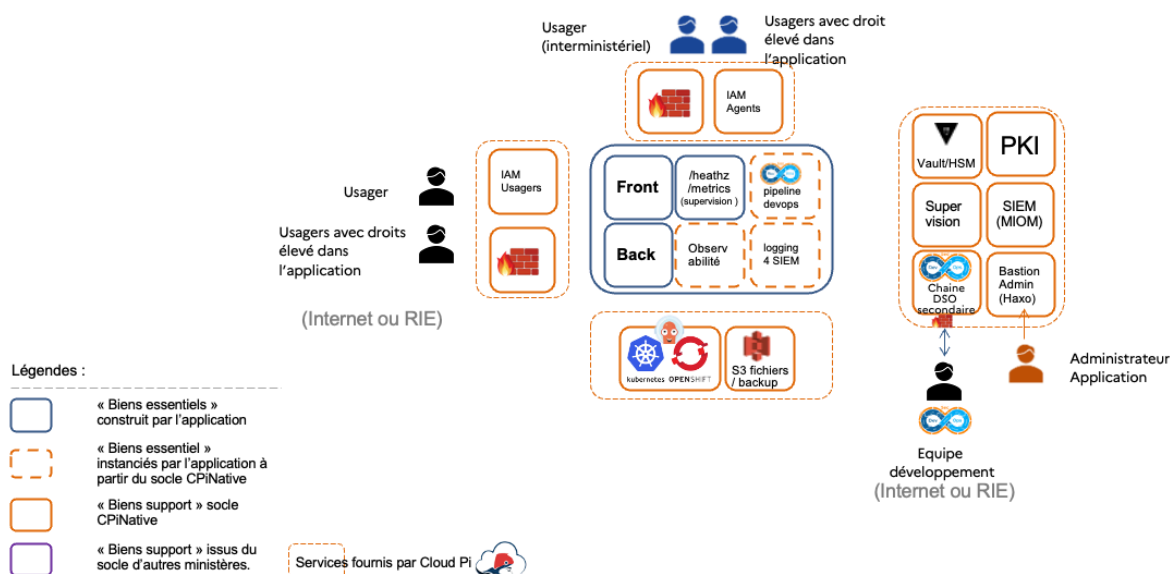 Usager
(interministériel)
Usagers avec droit
élevé dans
l'application
IAM
Agents
IAM
Usagers
Usager
Usagers avec droits
élevé dans
l'application
(Internet ou RIE)
Front
/heathz
/metrics
(supervision )
pipeline
devops
Back
Observ
abilité
logging
4 SIEM
kubernetes
OPENSHIFT
S3 fichiers
/ backup
Vault/HSM
PKI
Super
vision
SIEM
(MIOM)
Chaine
DSO
secondaire
Bastion
Admin
(Haxo)
Administrateur
Application
Equipe
développement
(Internet ou RIE)
Légendes :
« Biens essentiels »
construit par l'application
« Biens essentiel »
instanciés par l'application à
partir du socle CPiNative
« Biens support » socle
CPiNative
« Biens support » issus du
socle d'autres ministères.
Services fournis par Cloud Pi